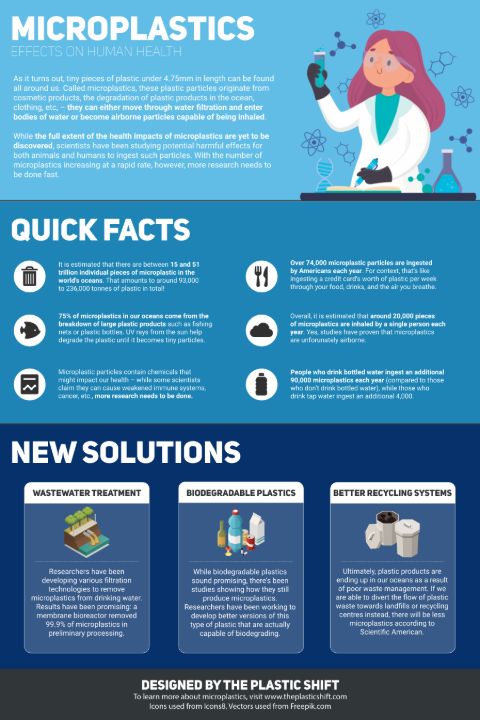 MICROPLASTICS
EFFECTS ON HUMAN HEALTH
As it turns out, tiny pieces of plastic under 4.75mm in length can be found
all around us. Called microplastics, these plastic particles originate from
cosmetic products, the degradation of plastic products in the ocean,
clothing, etc, – they can either move through water filtration and enter
bodies of water or become airborne particles capable of being inhaled.
While the full extent of the health impacts of microplastics are yet to be
discovered, scientists have been studying potential harmful effects for
both animals and humans to ingest such particles. With the number of
microplastics increasing at a rapid rate, however, more research needs to
be done fast.
QUICK FACTS
It is estimated that there are between 15 and 51
trillion individual pieces of microplastic in the
world's oceans. That amounts to around 93,000
to 236,000 tonnes of plastic in total!
Over 74,000 microplastic particles are ingested
by Americans each year. For context, that's like
ingesting a credit card's worth of plastic per week
through your food, drinks, and the air you breathe.
75% of microplastics in our oceans come from the
breakdown of large plastic products such as fishing
nets or plastic bottles. UV rays from the sun help
degrade the plastic until it becomes tiny particles.
Overall, it is estimated that around 20,000 pieces
of microplastics are inhaled by a single person each
year. Yes, studies have proven that microplastics
are unforunately airborne.
Microplastic particles contain chemicals that
might impact our health – while some scientists
claim they can cause weakened immune systems,
cancer, etc., more research needs to be done.
People who drink bottled water ingest an additional
90,000 microplastics each year (compared to those
who don't drink bottled water), while those who
drink tap water ingest an additional 4,000.
NEW SOLUTIONS
WASTEWATER TREATMENT
Researchers have been
developing various filtration
technologies to remove
microplastics from drinking water.
Results have been promising: a
membrane bioreactor removed
99.9% of microplastics in
preliminary processing.
BIODEGRADABLE PLASTICS
While biodegradable plastics
sound promising, there's been
studies showing how they still
produce microplastics.
Researchers have been working to
develop better versions of this
type of plastic that are actually
capable of biodegrading.
BETTER RECYCLING SYSTEMS
Ultimately, plastic products are
ending up in our oceans as a result
of poor waste management. If we
are able to divert the flow of plastic
waste towards landfills or recycling
centres instead, there will be less
microplastics according to
Scientific American.
DESIGNED BY THE PLASTIC SHIFT
To learn more about microplastics, visit www.theplasticshift.com
Icons used from Icons8. Vectors used from Freepik.com